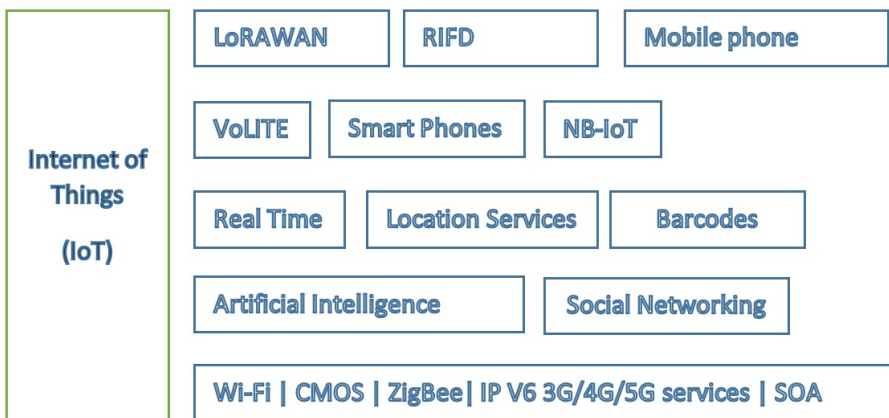 Internet of
Things
(IoT)
LoRAWAN
RIFD
Mobile phone
VoLITE
Smart Phones
NB-IoT
Real Time
Location Services
Barcodes
Artificial Intelligence
Social Networking
Wi-Fi | CMOS | ZigBee| IP V6 3G/4G/5G services | SOA